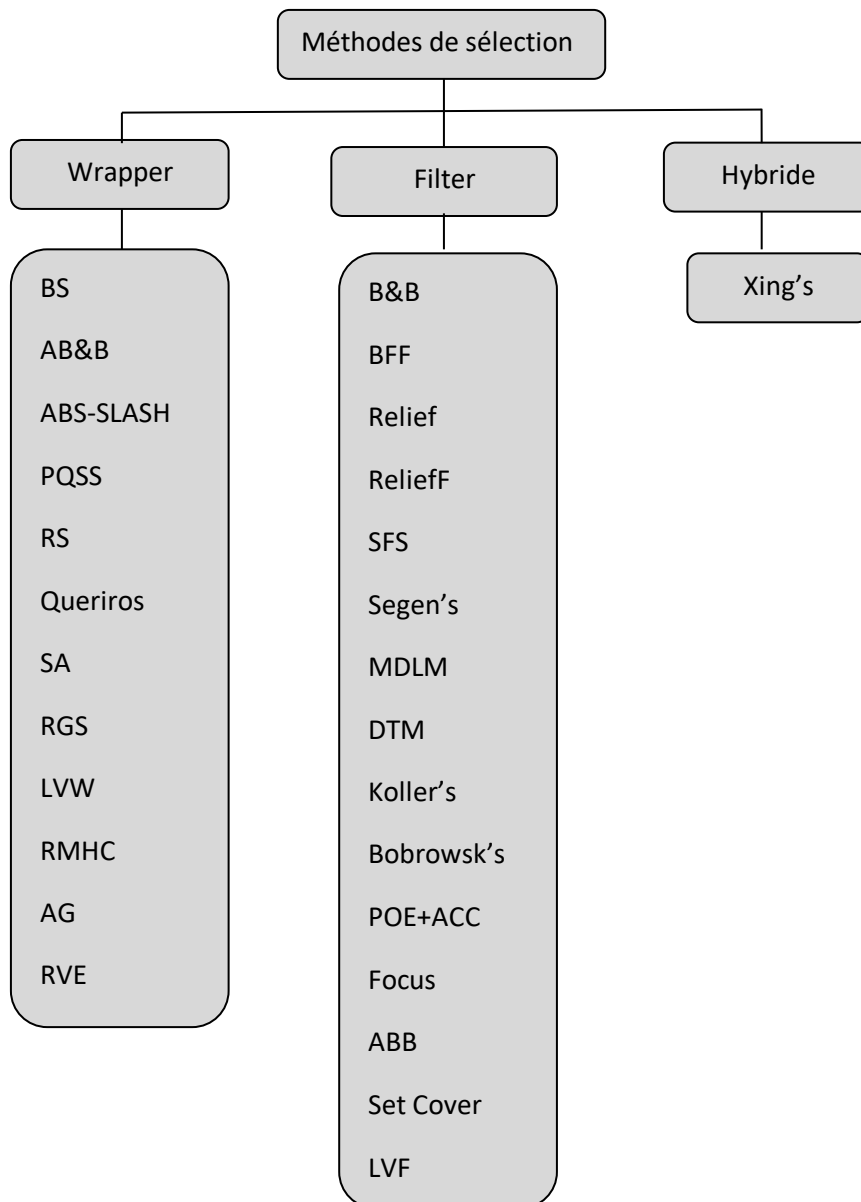 Méthodes de sélection
Wrapper
Filter
Hybride
BS
AB&B
ABS-SLASH
PQSS
RS
Queriros
SA
RGS
LVW
RMHC
AG
RVE
B&B
BFF
Relief
ReliefF
SFS
Segen’s
MDLM
DTM
Koller’s
Bobrowsk’s
POE+ACC
Focus
ABB
Set Cover
LVF
Xing’s